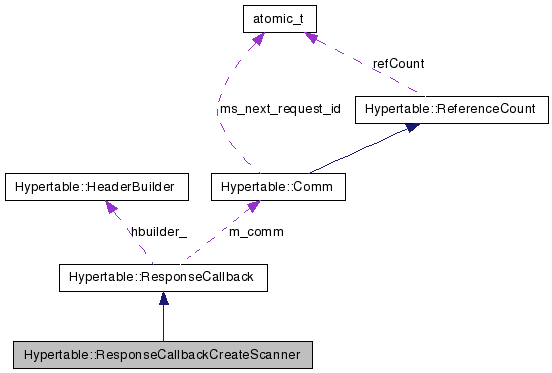 atomic_t
refCount
ms_next_request_id
Hypertable::ReferenceCount
Hypertable::HeaderBuilder
Hypertable::Comm
hbuilder_
m_comm
Hypertable::ResponseCallback
Hypertable::ResponseCallbackCreateScanner